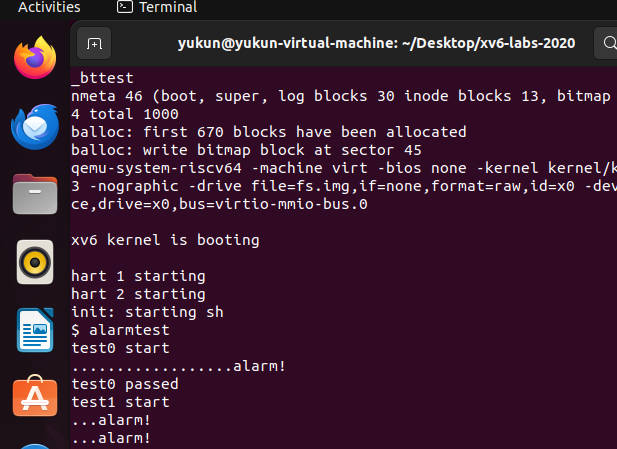 Activities
Terminal
yukun@yukun-virtual-machine: ~/Desktop/xv6-labs-2020
_bttest
nmeta 46 (boot, super, log blocks 30 inode blocks 13, bitmap
4 total 1000
balloc: first 670 blocks have been allocated
balloc: write bitmap block at sector 45
qemu-system-riscv64 -machine virt -bios none -kernel kernel/k
3 -nographic -drive file=fs.img,if=none,format=raw,id=x0 -dev
ce,drive=x0,bus=virtio-mmio-bus.0
xv6 kernel is booting
hart 1 starting
hart 2 starting
init: starting sh
$ alarmtest
test0 start
..................alarm!
test0 passed
test1 start
...alarm!
...alarm!